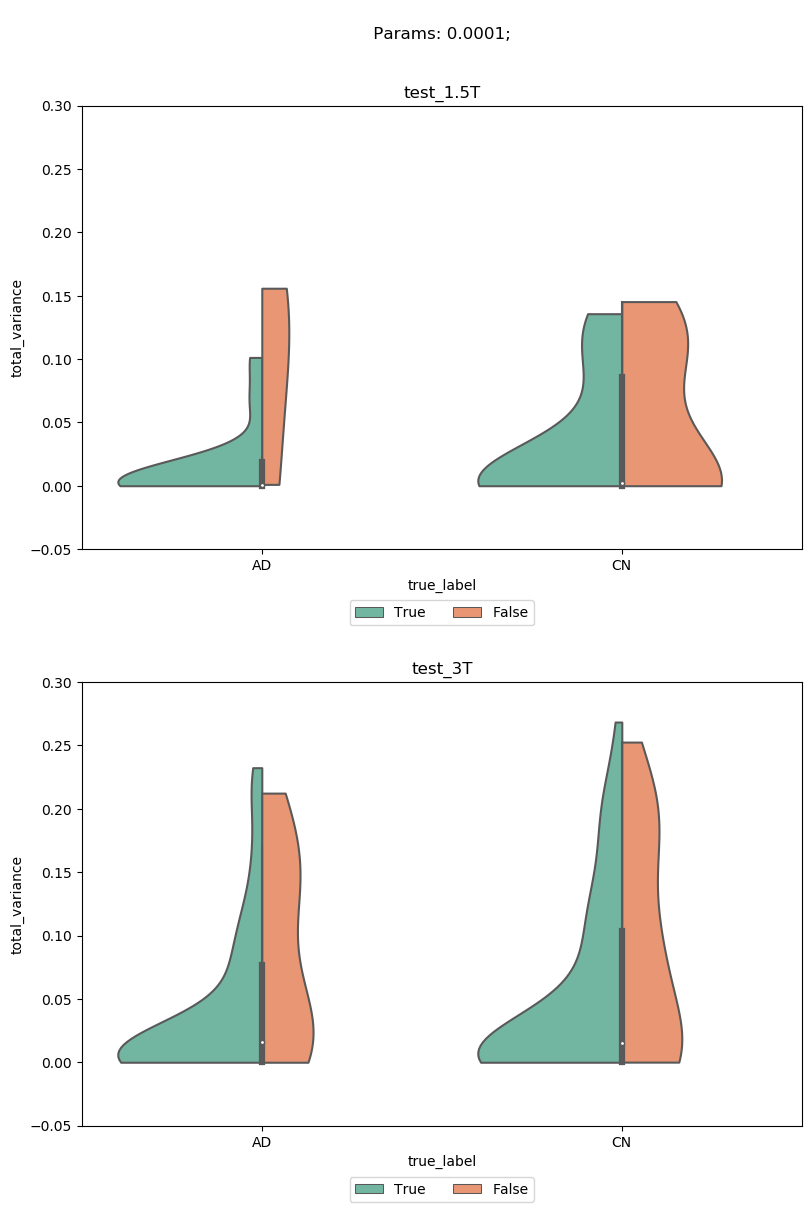 Params: 0.0001;
test_1.5T
0.30
0.25
0.20
0.15
0.10
0.05
0.00
−0.05
total_variance
AD CN
true_label
True False
test_3T
0.30
0.25
0.20
0.15
0.10
0.05
0.00
−0.05
total_variance
AD CN
true_label
True False